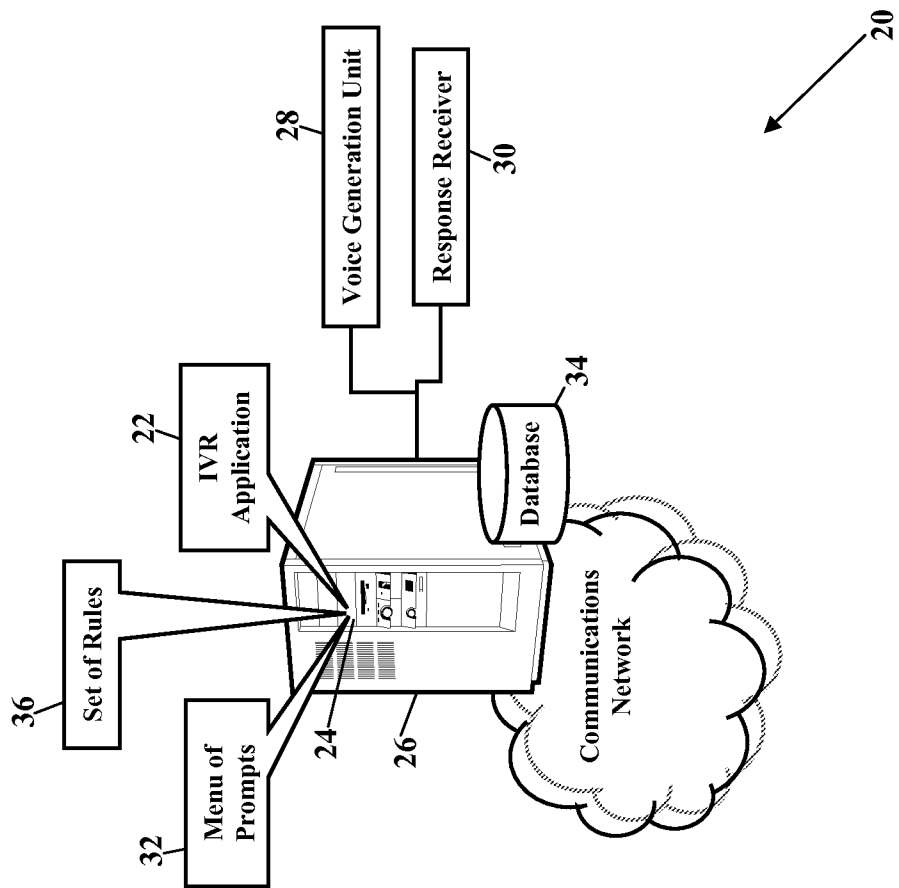 36
Set of Rules
32
Menu of
Prompts
22
IVR
Application
28
Voice Generation Unit
Response Receiver
30
24
26
34
Database
Communications
Network
20